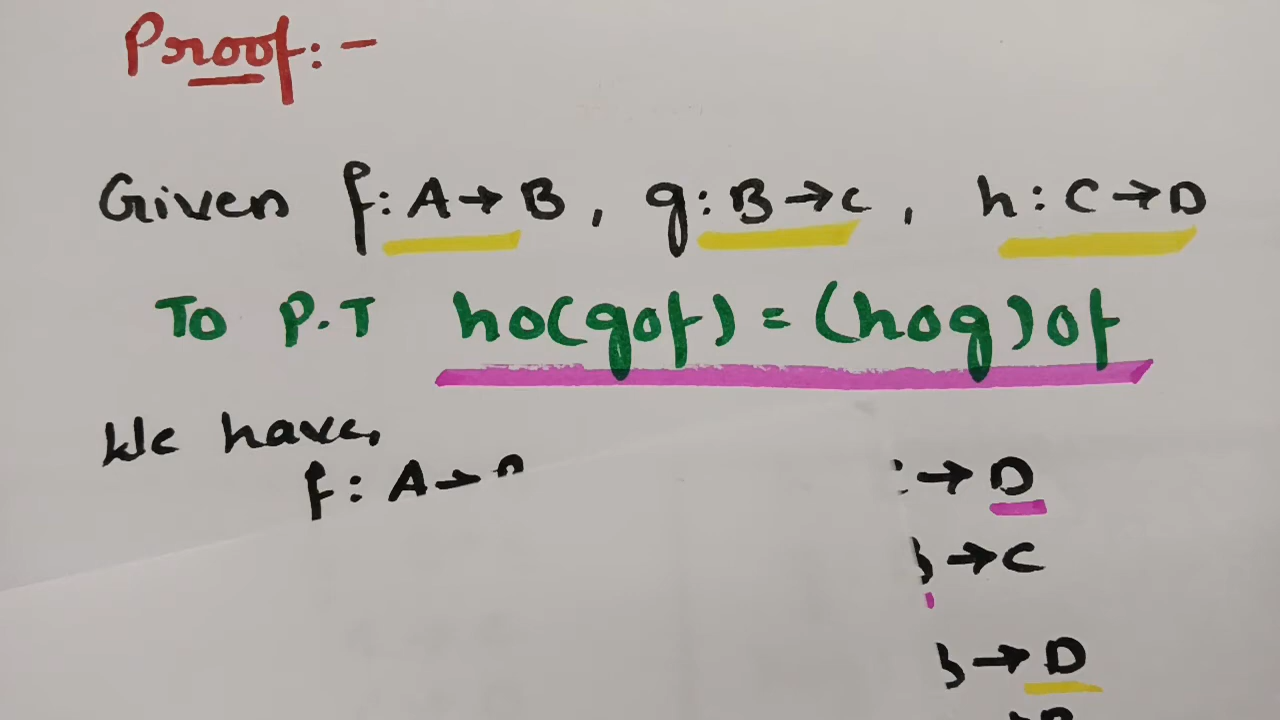 Proof:-
Given f: A→B, g: B→C, h: C→D
To P.T ho(gof) = (hog)of
We have,
f: A→
→ D
→ C
→ D